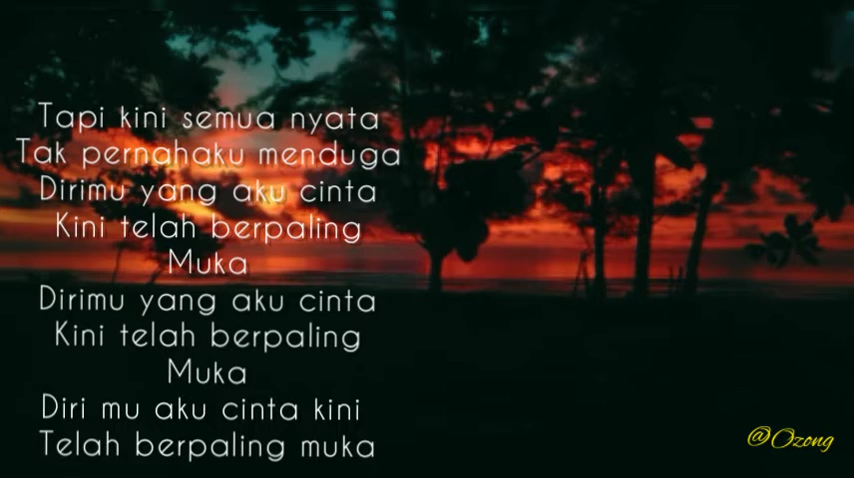 Tapi kini semua nyata
Tak pernahaku menduga
Dirimu yang aku cinta
Kini telah berpaling
Muka
Dirimu yang aku cinta
Kini telah berpaling
Muka
Diri mu aku cinta kini
Telah berpaling muka
@Ozong